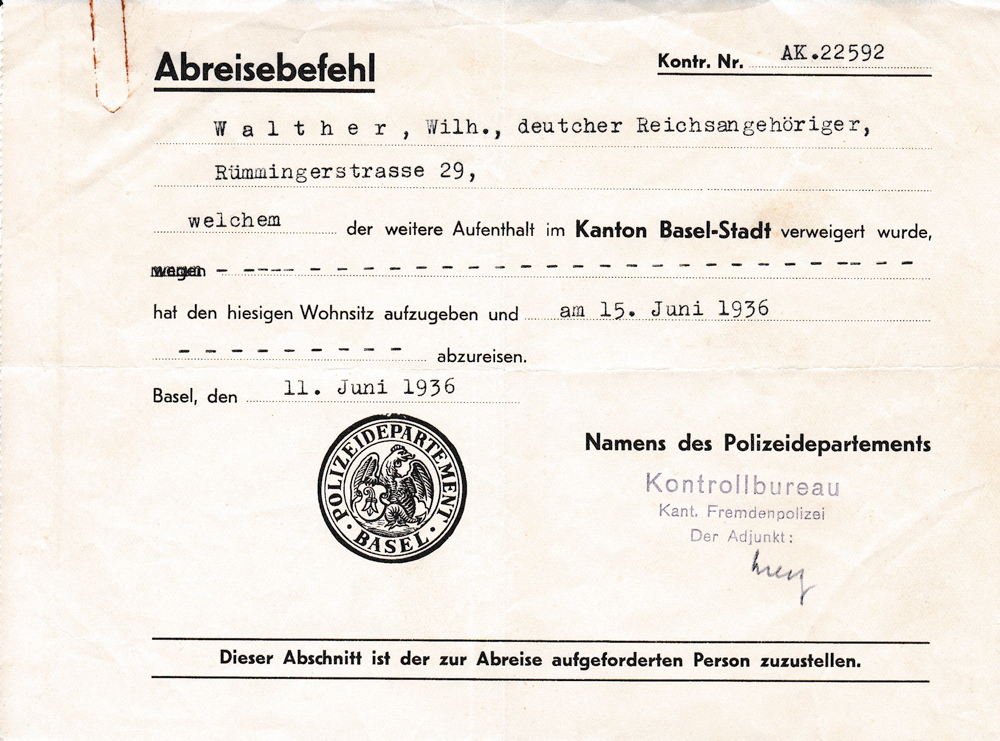 Abreisebefehl
Kontr. Nr. AK.22592
Walther, Wilh., deutcher Reichsangehöriger,
Rümmingerstrasse 29,
welchem der weitere Aufenthalt im Kanton Basel-Stadt verweigert wurde,
wegen - ---- - - - - - - - - - - - - - - - - - - - - -- -
hat den hiesigen Wohnsitz aufzugeben und am 15. Juni 1936
- - - - - - - - - abzureisen.
Basel, den 11. Juni 1936
POLIZEIDEPARTEMENT
· BASEL ·
Namens des Polizeidepartements
Kontrollbureau
Kant. Fremdenpolizei
Der Adjunkt:
Dieser Abschnitt ist der zur Abreise aufgeforderten Person zuzustellen.